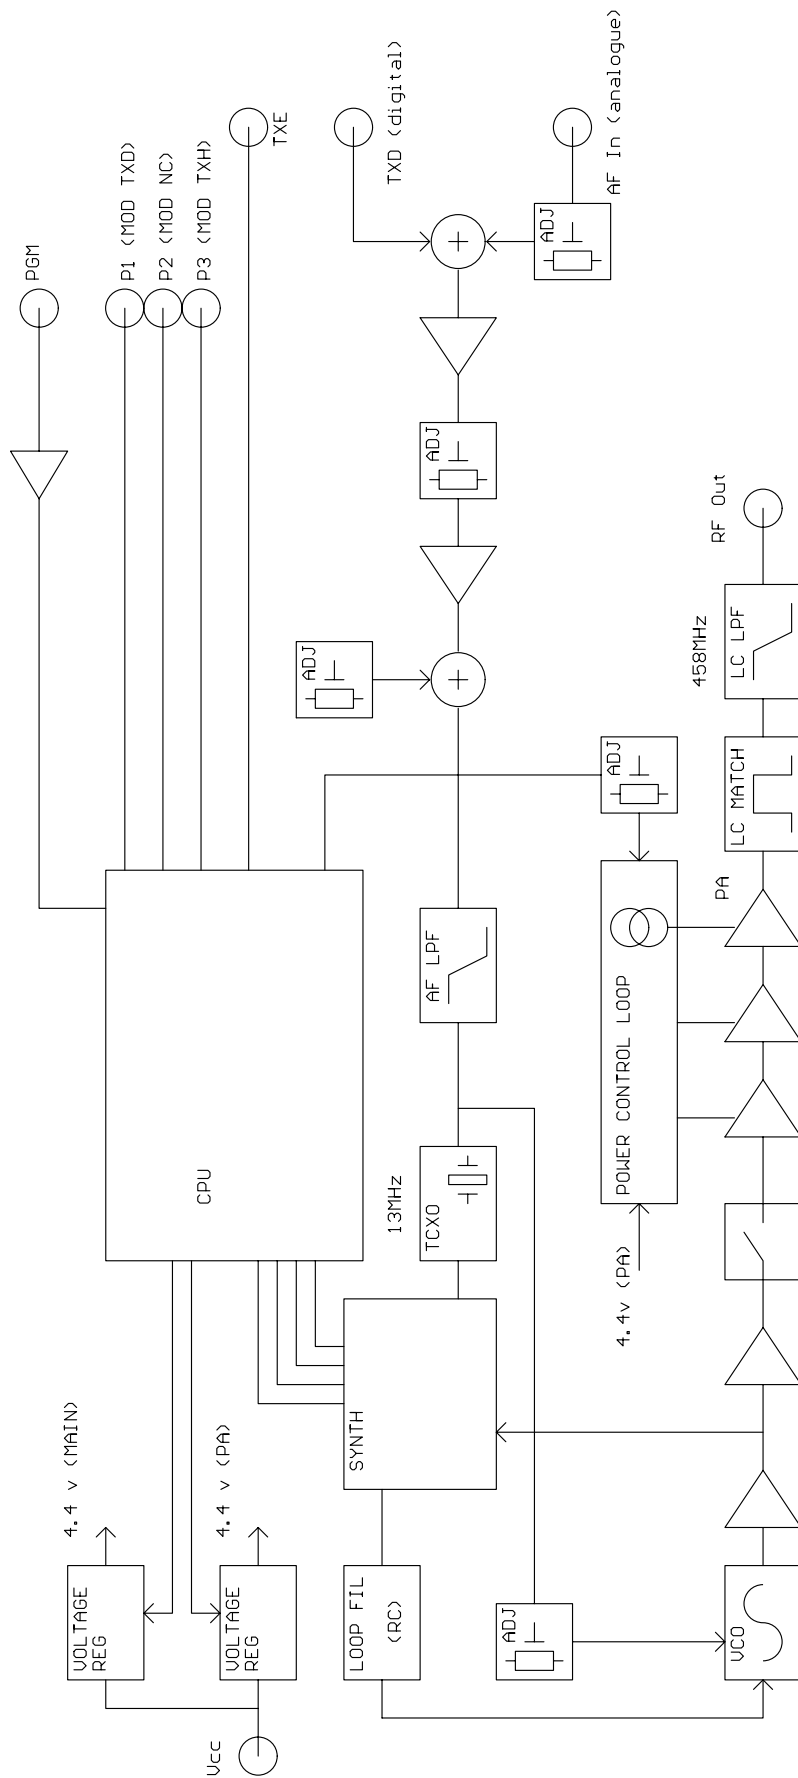 PGM
P1 (MOD TXD)
P2 (MOD NC)
P3 (MOD TXH)
TXE
TXD (digital)
AF In (analogue)
ADJ
ADJ
ADJ
ADJ
CPU
4.4 v (MAIN)
4.4 v (PA)
VOLTAGE
REG
VOLTAGE
REG
Vcc
SYNTH
LOOP FIL
(RC)
13MHz
TCXO
AF LPF
ADJ
VCO
4.4v (PA)
POWER CONTROL LOOP
PA
LC MATCH
458MHz
LC LPF
RF Out